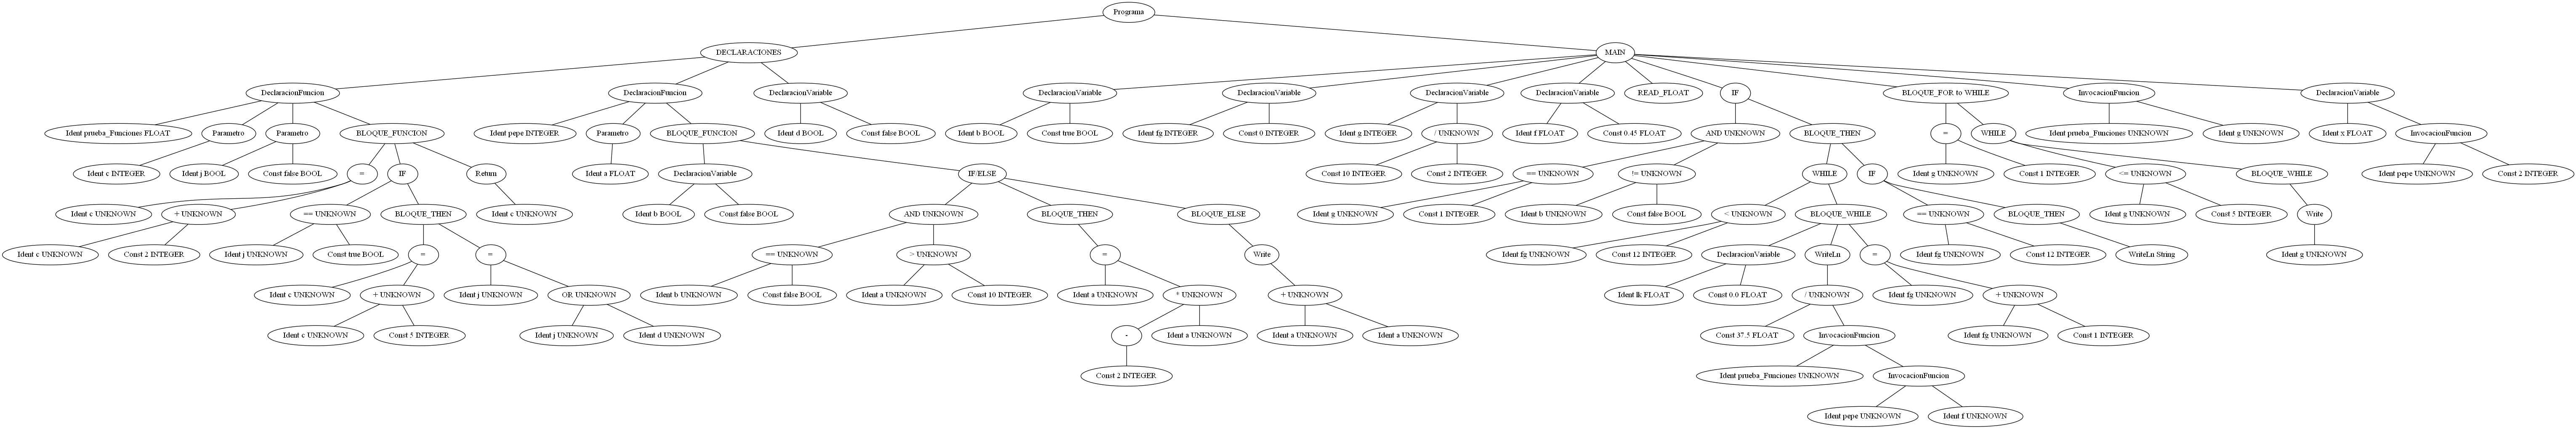 Programa
DECLARACIONES
MAIN
DeclaracionFuncion
DeclaracionFuncion
DeclaracionVariable
DeclaracionVariable
DeclaracionVariable
DeclaracionVariable
DeclaracionVariable
READ_FLOAT
IF
BLOQUE_FOR to WHILE
InvocacionFuncion
DeclaracionVariable
Ident prueba_Funciones FLOAT
Parametro
Parametro
BLOQUE_FUNCION
Ident pepe INTEGER
Parametro
BLOQUE_FUNCION
Ident d BOOL
Const false BOOL
Ident b BOOL
Const true BOOL
Ident fg INTEGER
Const 0 INTEGER
Ident g INTEGER
/ UNKNOWN
Ident f FLOAT
Const 0.45 FLOAT
AND UNKNOWN
BLOQUE_THEN
=
WHILE
Ident prueba_Funciones UNKNOWN
Ident g UNKNOWN
Ident x FLOAT
InvocacionFuncion
Ident c INTEGER
Ident j BOOL
Const false BOOL
=
IF
Return
Ident a FLOAT
DeclaracionVariable
IF/ELSE
Const 10 INTEGER
Const 2 INTEGER
== UNKNOWN
!= UNKNOWN
WHILE
IF
Ident g UNKNOWN
Const 1 INTEGER
<= UNKNOWN
BLOQUE_WHILE
Ident pepe UNKNOWN
Const 2 INTEGER
Ident c UNKNOWN
+ UNKNOWN
== UNKNOWN
BLOQUE_THEN
Ident c UNKNOWN
Ident b BOOL
Const false BOOL
AND UNKNOWN
BLOQUE_THEN
BLOQUE_ELSE
Ident g UNKNOWN
Const 1 INTEGER
Ident b UNKNOWN
Const false BOOL
< UNKNOWN
BLOQUE_WHILE
== UNKNOWN
BLOQUE_THEN
Ident g UNKNOWN
Const 5 INTEGER
Write
Ident c UNKNOWN
Const 2 INTEGER
Ident j UNKNOWN
Const true BOOL
=
=
== UNKNOWN
> UNKNOWN
=
Write
Ident fg UNKNOWN
Const 12 INTEGER
DeclaracionVariable
WriteLn
=
Ident fg UNKNOWN
Const 12 INTEGER
WriteLn String
Ident g UNKNOWN
Ident c UNKNOWN
+ UNKNOWN
Ident j UNKNOWN
OR UNKNOWN
Ident b UNKNOWN
Const false BOOL
Ident a UNKNOWN
Const 10 INTEGER
Ident a UNKNOWN
* UNKNOWN
+ UNKNOWN
Ident lk FLOAT
Const 0.0 FLOAT
/ UNKNOWN
Ident fg UNKNOWN
+ UNKNOWN
Ident c UNKNOWN
Const 5 INTEGER
Ident j UNKNOWN
Ident d UNKNOWN
-
Ident a UNKNOWN
Ident a UNKNOWN
Ident a UNKNOWN
Const 37.5 FLOAT
InvocacionFuncion
Ident fg UNKNOWN
Const 1 INTEGER
Const 2 INTEGER
Ident prueba_Funciones UNKNOWN
InvocacionFuncion
Ident pepe UNKNOWN
Ident f UNKNOWN